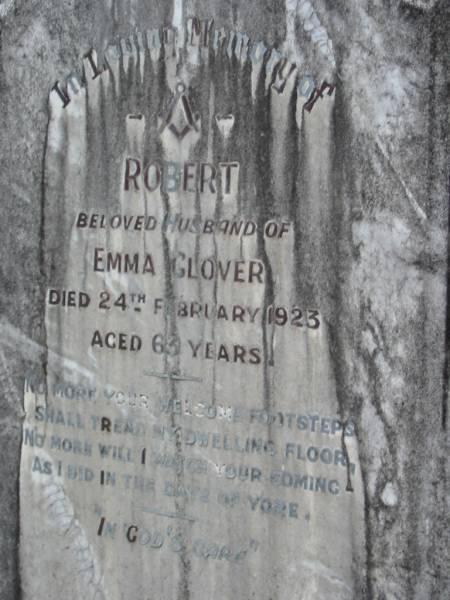 In Loving Memory of
ROBERT
BELOVED HUSBAND OF
EMMA GLOVER
DIED 24TH FEBRUARY 1923
AGED 63 YEARS.
NO MORE YOUR WELCOME FOOTSTEPS
SHALL TREAD MY DWELLING FLOOR,
NO MORE WILL I WATCH YOUR COMING
AS I DID IN THE DAYS OF YORE.
"IN GOD'S CARE"